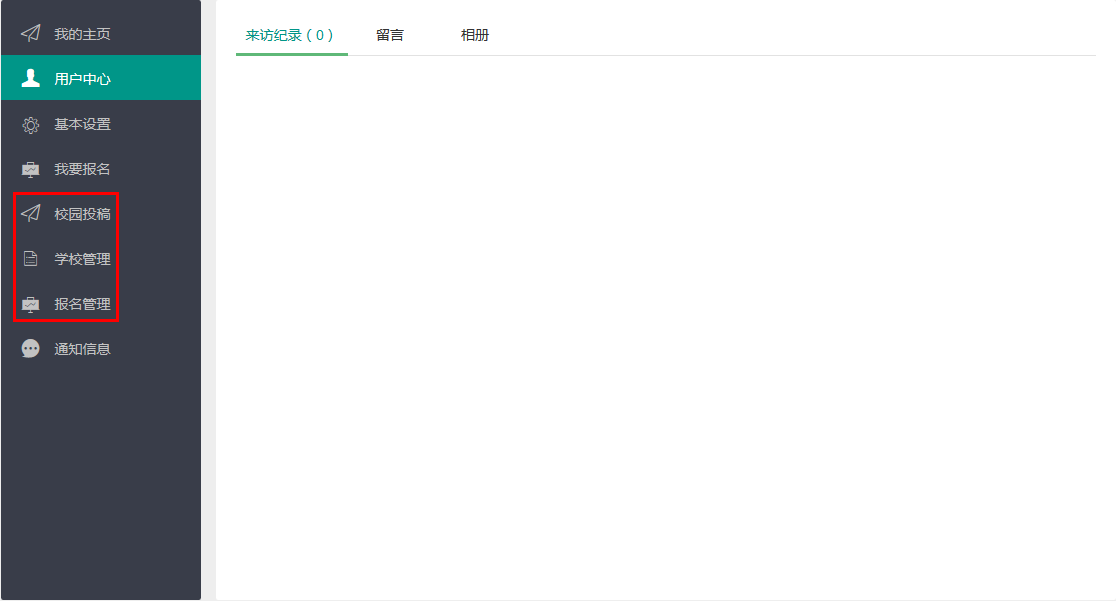 我的主页
用户中心
基本设置
我要报名
校园投稿
学校管理
报名管理
通知信息
来访纪录 ( 0 ) 留言 相册